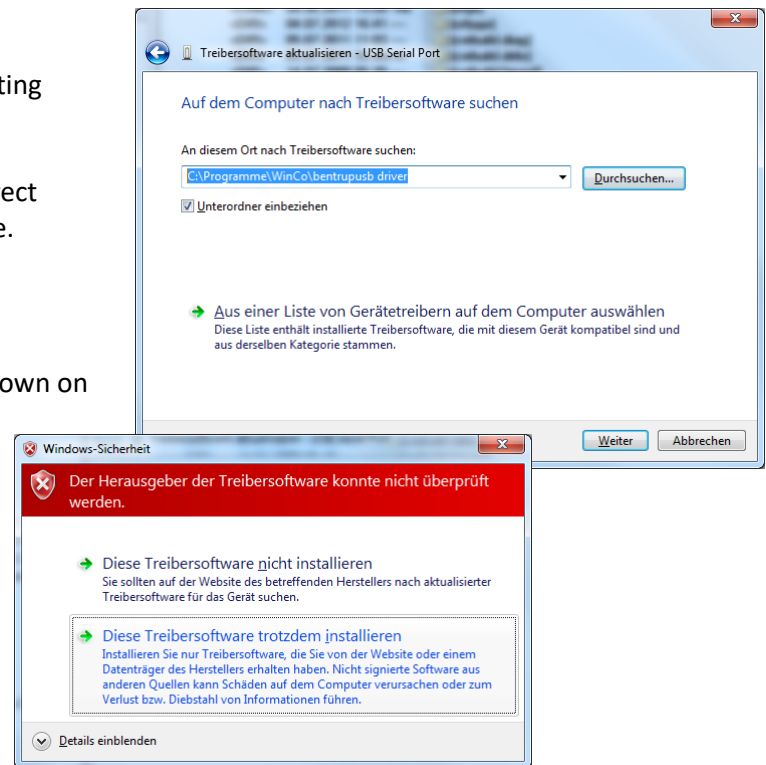 ting
ect
e.
own on
Treibersoftware aktualisieren - USB Serial Port
Auf dem Computer nach Treibersoftware suchen
An diesem Ort nach Treibersoftware suchen:
C:\Programme\WinCo\bentrupusb driver
Durchsuchen...
Unterordner einbeziehen
Aus einer Liste von Gerätetreibern auf dem Computer auswählen
Diese Liste enthält installierte Treibersoftware, die mit diesem Gerät kompatibel sind und
aus derselben Kategorie stammen.
Weiter Abbrechen
Windows-Sicherheit
Der Herausgeber der Treibersoftware konnte nicht überprüft
werden.
Diese Treibersoftware nicht installieren
Sie sollten auf der Website des betreffenden Herstellers nach aktualisierter
Treibersoftware für das Gerät suchen.
Diese Treibersoftware trotzdem installieren
Installieren Sie nur Treibersoftware, die Sie von der Website oder einem
Datenträger des Herstellers erhalten haben. Nicht signierte Software aus
anderen Quellen kann Schäden auf dem Computer verursachen oder zum
Verlust bzw. Diebstahl von Informationen führen.
Details einblenden